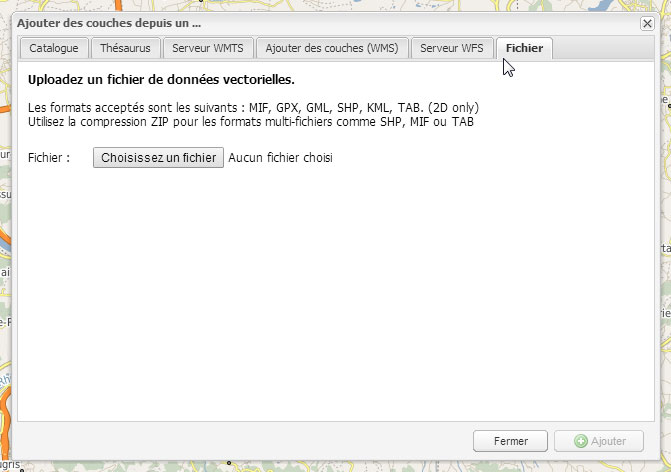 Ajouter des couches depuis un ...
Catalogue Thésaurus Serveur WMTS Ajouter des couches (WMS) Serveur WFS Fichier
Uploadez un fichier de données vectorielles.
Les formats acceptés sont les suivants : MIF, GPX, GML, SHP, KML, TAB. (2D only)
Utilisez la compression ZIP pour les formats multi-fichiers comme SHP, MIF ou TAB
Fichier : Choisissez un fichier Aucun fichier choisi
Fermer Ajouter
ugris